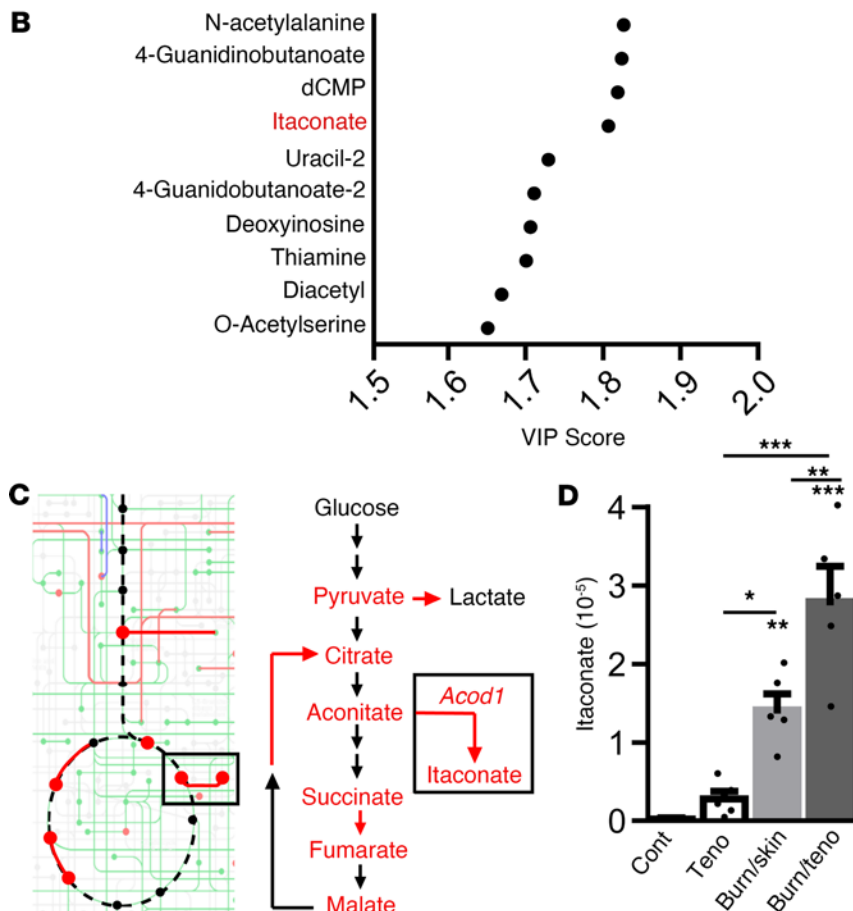 B
N-acetylalanine
4-Guanidinobutanoate
dCMP
Itaconate
Uracil-2
4-Guanidobutanoate-2
Deoxyinosine
Thiamine
Diacetyl
O-Acetylserine
1.5 1.6 1.7 1.8 1.9 2.0
VIP Score
C
Glucose
Pyruvate Lactate
Citrate
Aconitate
Acod1
Itaconate
Succinate
Fumarate
Malate
D
***
**
***
*
**
Itaconate (10⁻⁵)
4
3
2
1
0
Cont Teno Burn/skin Burn/teno